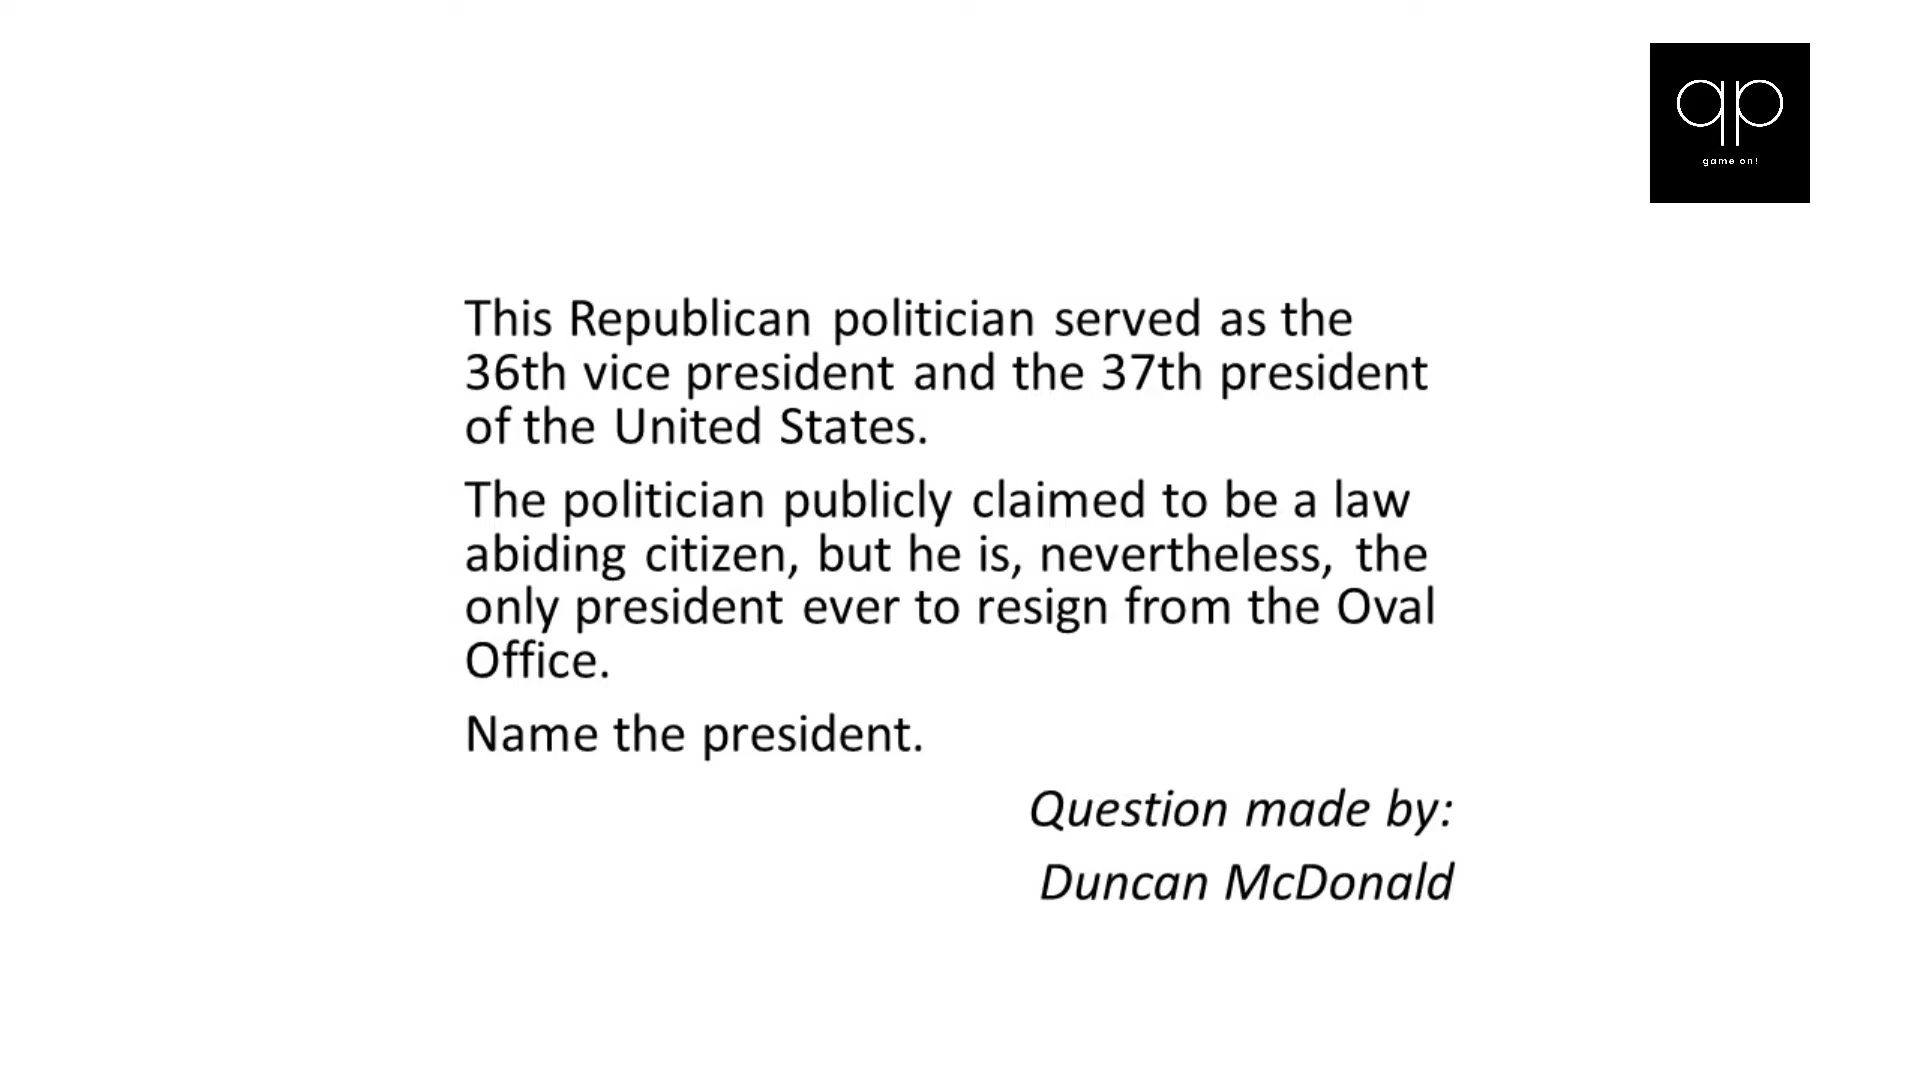 qp
game on!
This Republican politician served as the
36th vice president and the 37th president
of the United States.
The politician publicly claimed to be a law
abiding citizen, but he is, nevertheless, the
only president ever to resign from the Oval
Office.
Name the president.
Question made by:
Duncan McDonald